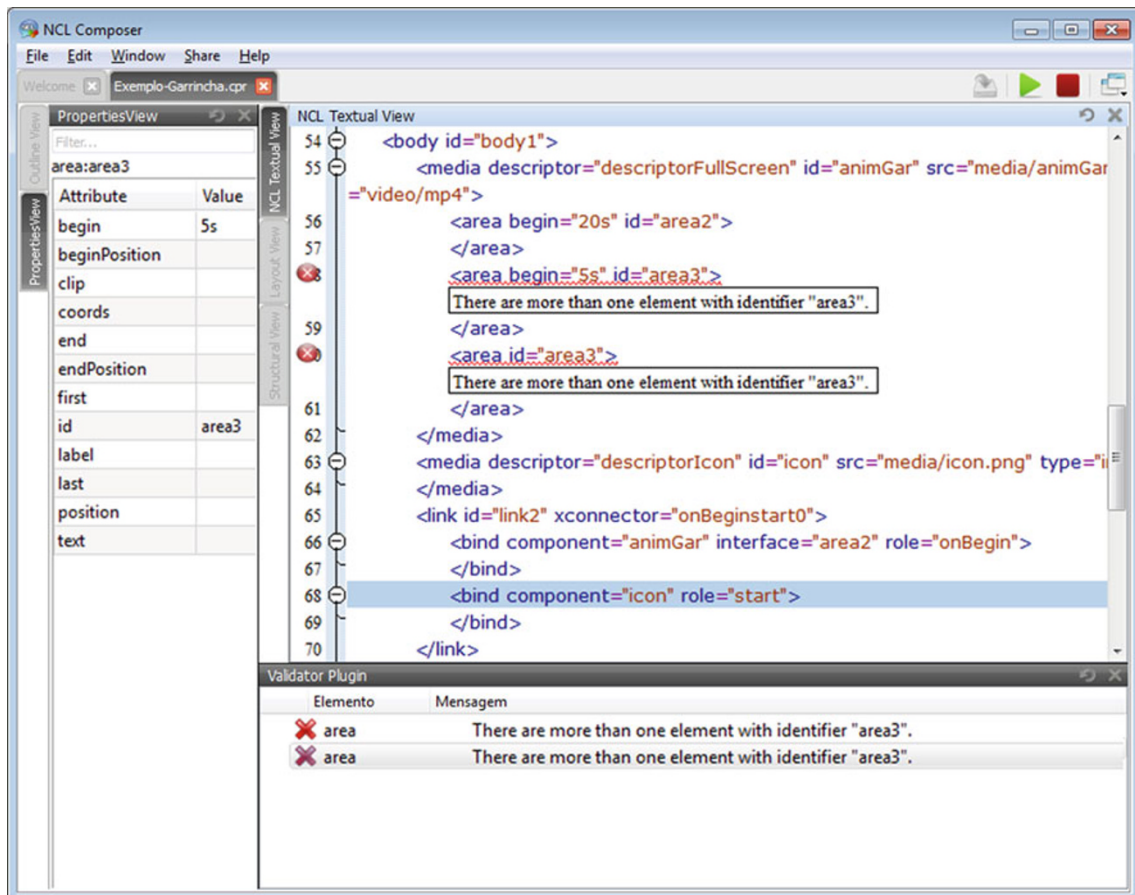 NCL Composer
File Edit Window Share Help
Welcome Exemplo-Garrincha.cpr
Outline View
PropertiesView
PropertiesView
Filter...
area:area3
Attribute Value
begin 5s
beginPosition
clip
coords
end
endPosition
first
id area3
label
last
position
text
NCL Textual View
Layout View
Structural View
NCL Textual View
54 <body id="body1">
55 <media descriptor="descriptorFullScreen" id="animGar" src="media/animGar
="video/mp4">
56 <area begin="20s" id="area2">
57 </area>
8 <area begin="5s" id="area3">
There are more than one element with identifier "area3".
59 </area>
0 <area id="area3">
There are more than one element with identifier "area3".
61 </area>
62 </media>
63 <media descriptor="descriptorIcon" id="icon" src="media/icon.png" type="i
64 </media>
65 <link id="link2" xconnector="onBeginstart0">
66 <bind component="animGar" interface="area2" role="onBegin">
67 </bind>
68 <bind component="icon" role="start">
69 </bind>
70 </link>
Validator Plugin
Elemento Mensagem
area There are more than one element with identifier "area3".
area There are more than one element with identifier "area3".